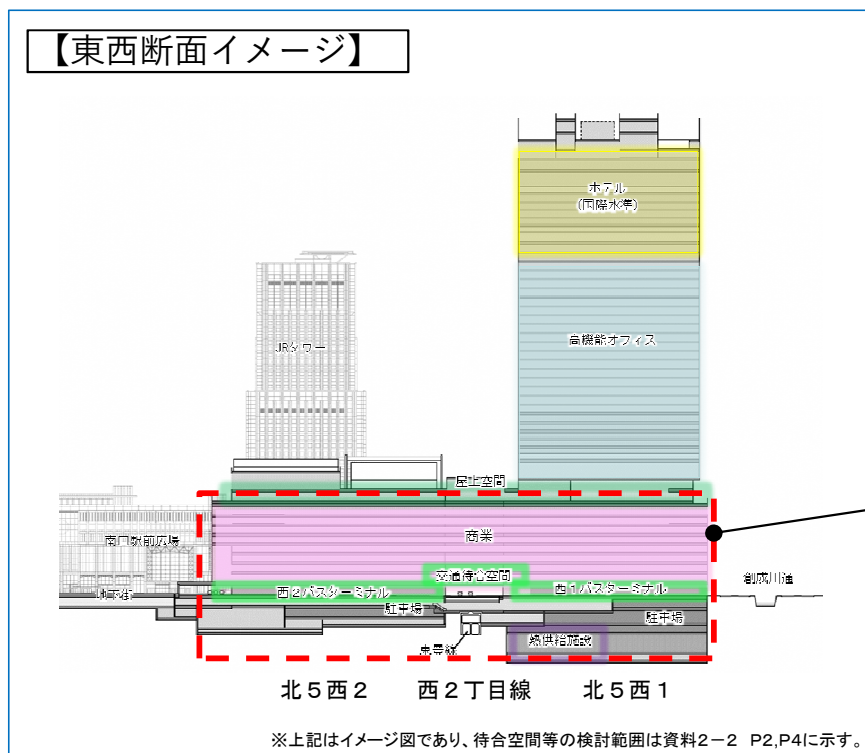 【東西断面イメージ】
ホテル
(国際水準)
JRタワー
高機能オフィス
屋上空間
南口駅前広場
商業
交通待合空間
創成川通
地下街
西2バスターミナル
西1バスターミナル
駐車場
駐車場
東豊線
熱供給施設
北5西2 西2丁目線 北5西1
※上記はイメージ図であり、待合空間等の検討範囲は資料2-2 P2,P4に示す。